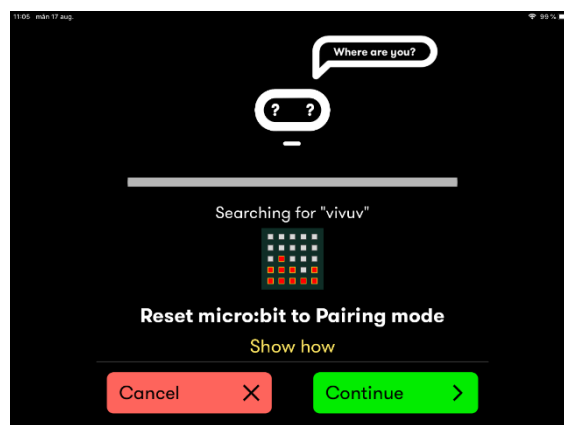 11:05 mán 17 aug.
99 %
Where are you?
? ?
Searching for "vivuv"
Reset micro:bit to Pairing mode
Show how
Cancel
Continue